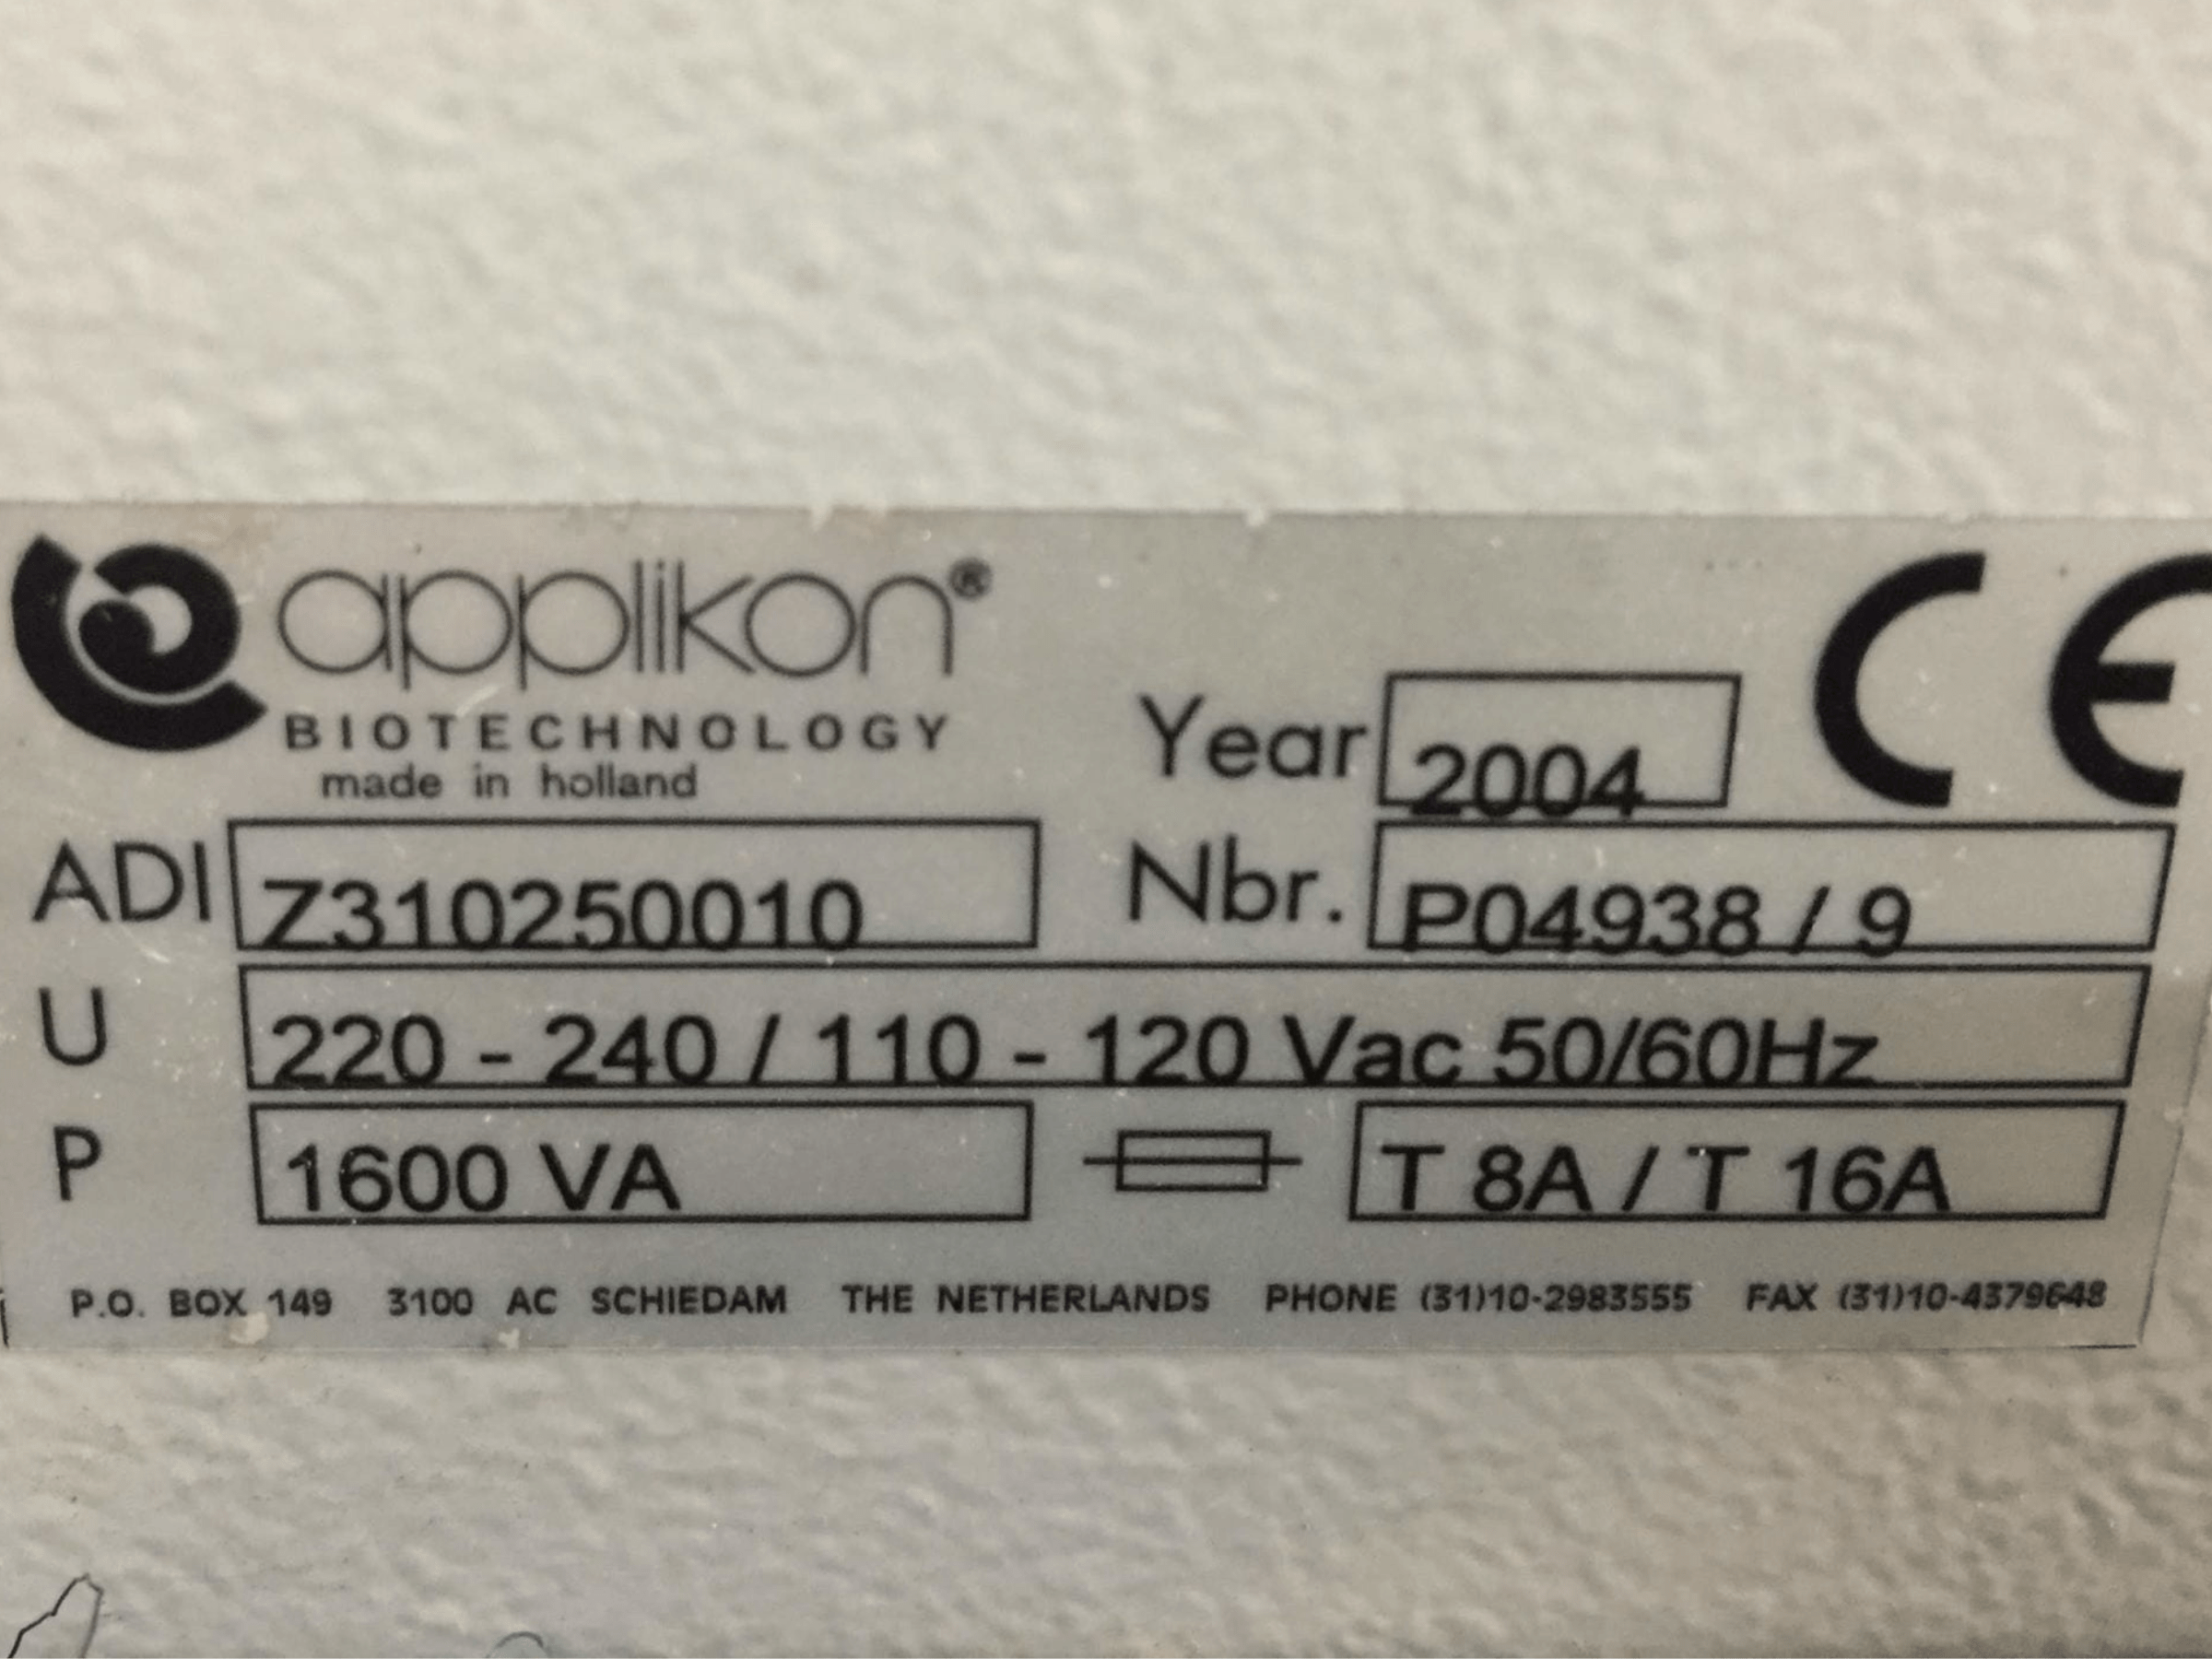 applikon®
BIOTECHNOLOGY
made in holland
Year 2004
CE
ADI Z310250010
Nbr. P04938 / 9
U 220 - 240 / 110 - 120 Vac 50/60Hz
P 1600 VA
T 8A / T 16A
P.O. BOX 149 3100 AC SCHIEDAM THE NETHERLANDS PHONE (31)10-2983555 FAX (31)10-4379648